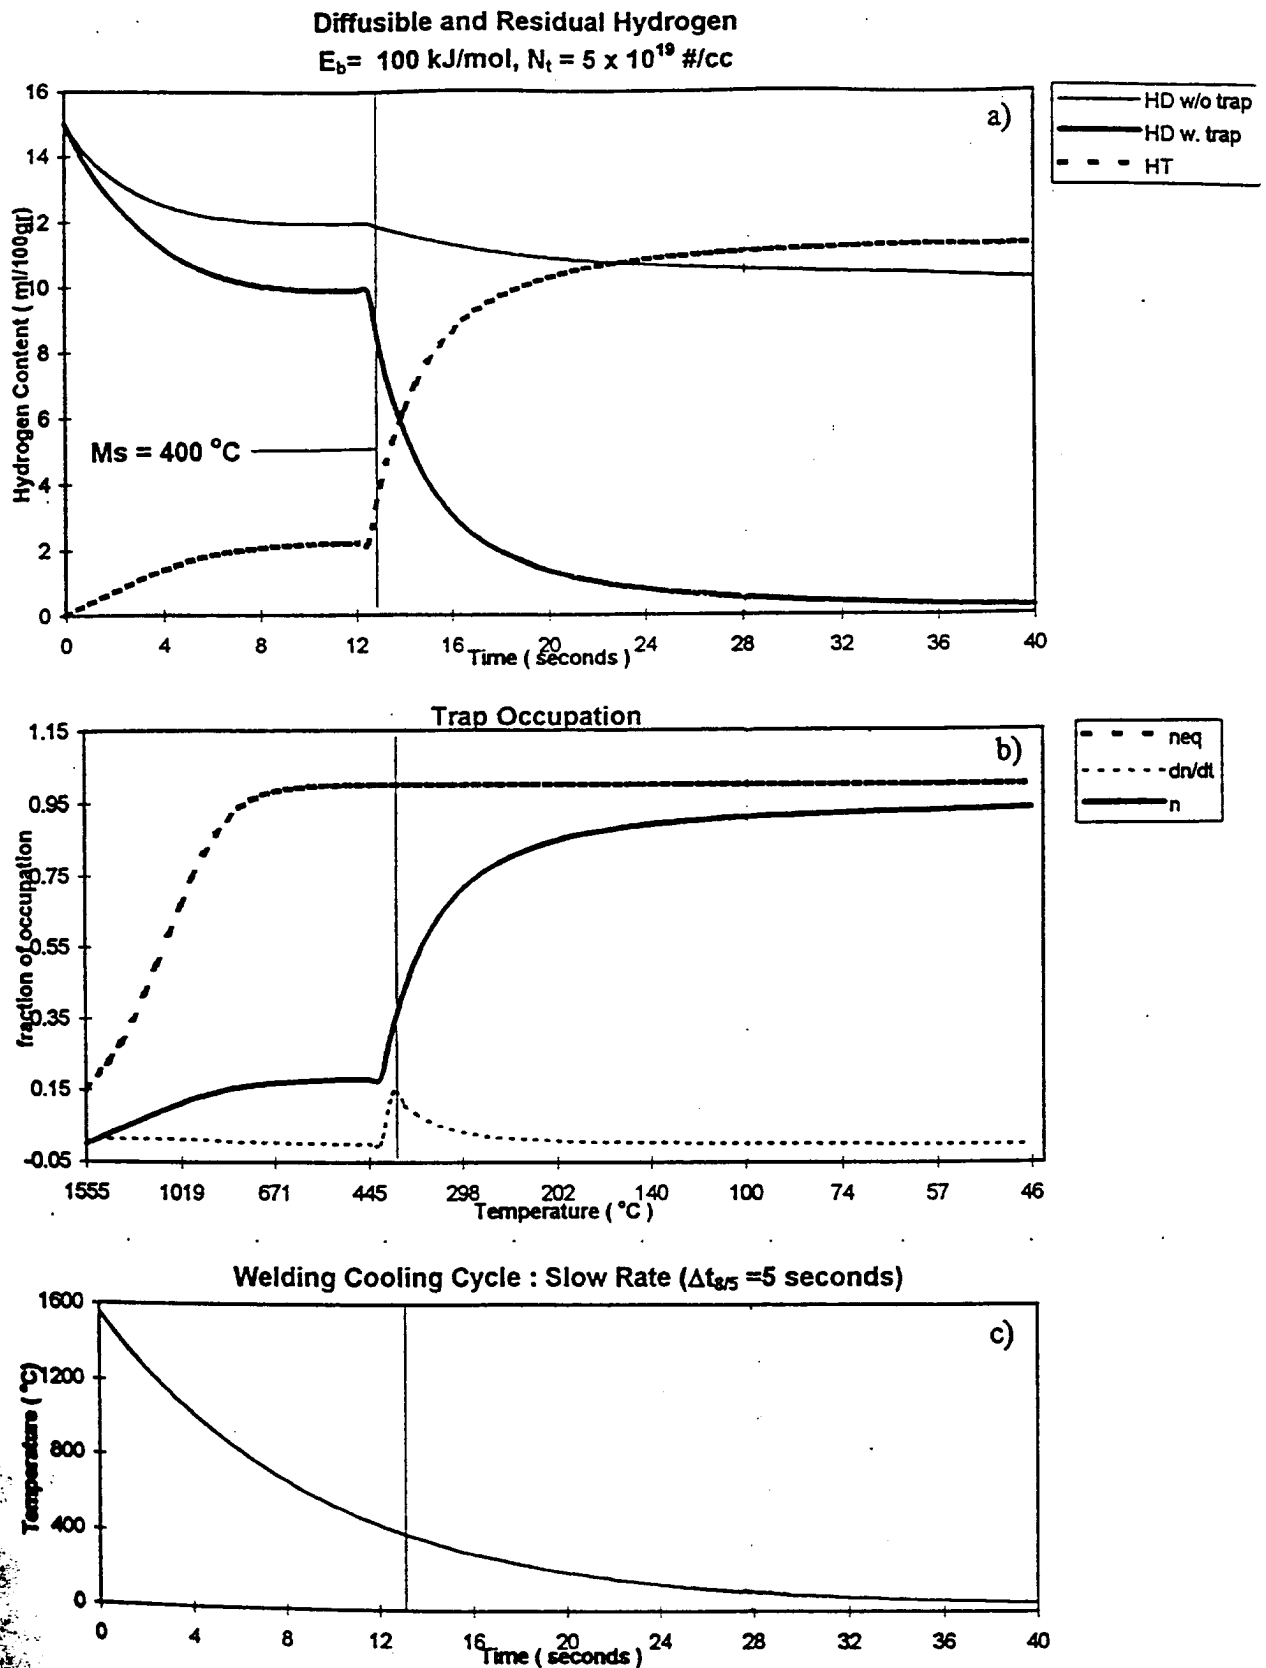 Diffusible and Residual Hydrogen
E_b= 100 kJ/mol, N_t = 5 x 10^19 #/cc
16
14
12
10
8
6
4
2
0
Hydrogen Content ( ml/100gr)
a)
Ms = 400 °C
HD w/o trap
HD w. trap
HT
0 4 8 12 16 20 24 28 32 36 40
Time ( seconds )
Trap Occupation
1.15
0.95
0.75
0.55
0.35
0.15
-0.05
fraction of occupation
b)
neq
dn/dt
n
1555 1019 671 445 298 202 140 100 74 57 46
Temperature ( °C )
Welding Cooling Cycle : Slow Rate (Δt_8/5 =5 seconds)
1600
1200
800
400
0
Temperature ( °C)
c)
0 4 8 12 16 20 24 28 32 36 40
Time ( seconds )